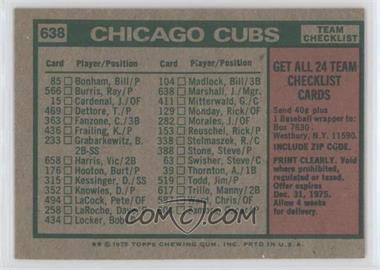 638
CHICAGO CUBS
TEAM
CHECKLIST
Card Player/Position
85 Bonham, Bill/P
566 Burris, Ray/P
15 Cardenal, J./OF
469 Dettore, T./P
363 Fanzone, C./3B
436 Frailing, K./P
233 Grabarkewitz, B.
2B-SS
658 Harris, Vic/2B
176 Hooton, Burt/P
315 Kessinger, D./SS
352 Knowles, D./P
494 LaCock, Pete/OF
258 LaRoche, Dave/P
434 Locker, Bob
Card Player/Position
104 Madlock, Bill/3B
638 Marshall, J./Mgr.
411 Mitterwald, G./C
129 Monday, Rick/OF
282 Morales, J./OF
153 Reuschel, Rick/P
338 Stelmaszek, R./C
388 Stone, Steve/P
63 Swisher, Steve/C
39 Thornton, A./1B
519 Todd, Jim/P
617 Trillo, Manny/2B
Chris/OF
GET ALL 24 TEAM
CHECKLIST
CARDS
Send 40¢ plus
1 Baseball wrapper to:
Box 7630
Westbury, N.Y. 11590.
INCLUDE ZIP CODE.
PRINT CLEARLY. Void
where prohibited,
regulated or taxed.
Offer expires
Dec. 31, 1975.
Allow 4 weeks
for delivery.
© 1975 TOPPS CHEWING GUM, INC. PRTD IN U.S.A.